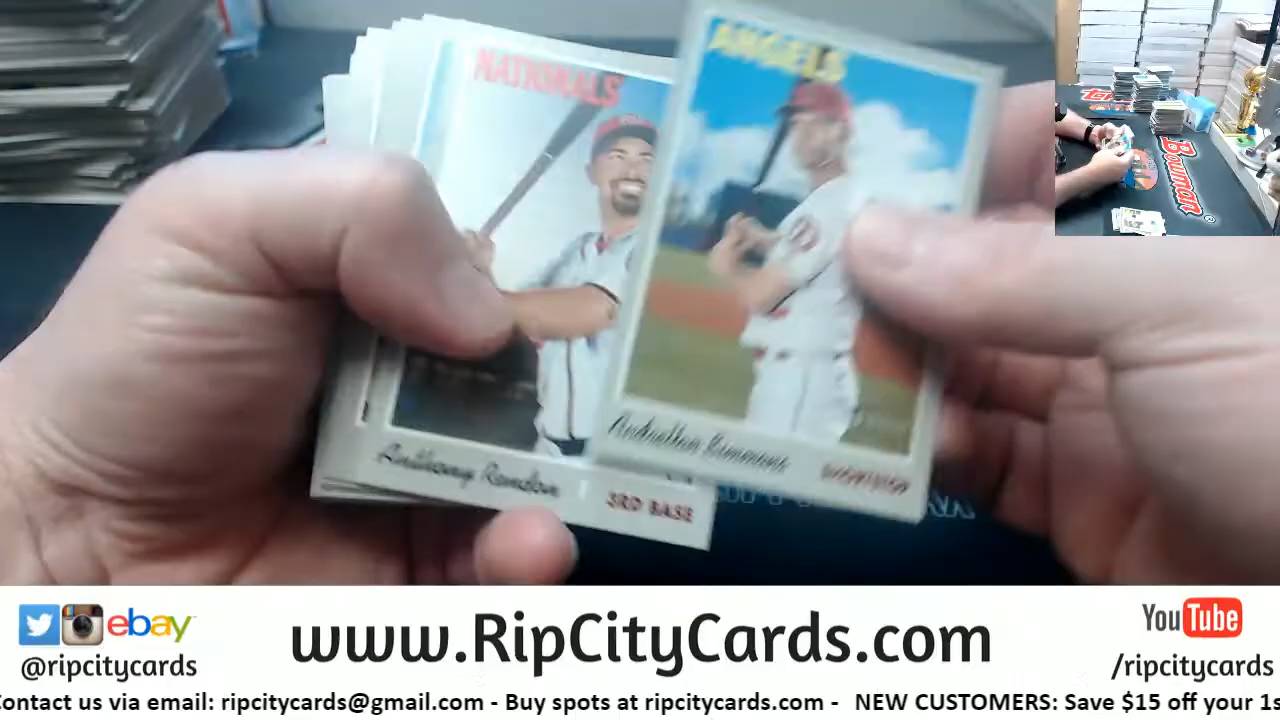 NATIONALS
ANGELS
Anthony Rendon
3RD BASE
Andrelton Simmons
SHORTSTOP
Topps
Bowman
ebay
www.RipCityCards.com
YouTube
@ripcitycards
/ripcitycards
Contact us via email: ripcitycards@gmail.com - Buy spots at ripcitycards.com - NEW CUSTOMERS: Save $15 off your 1s